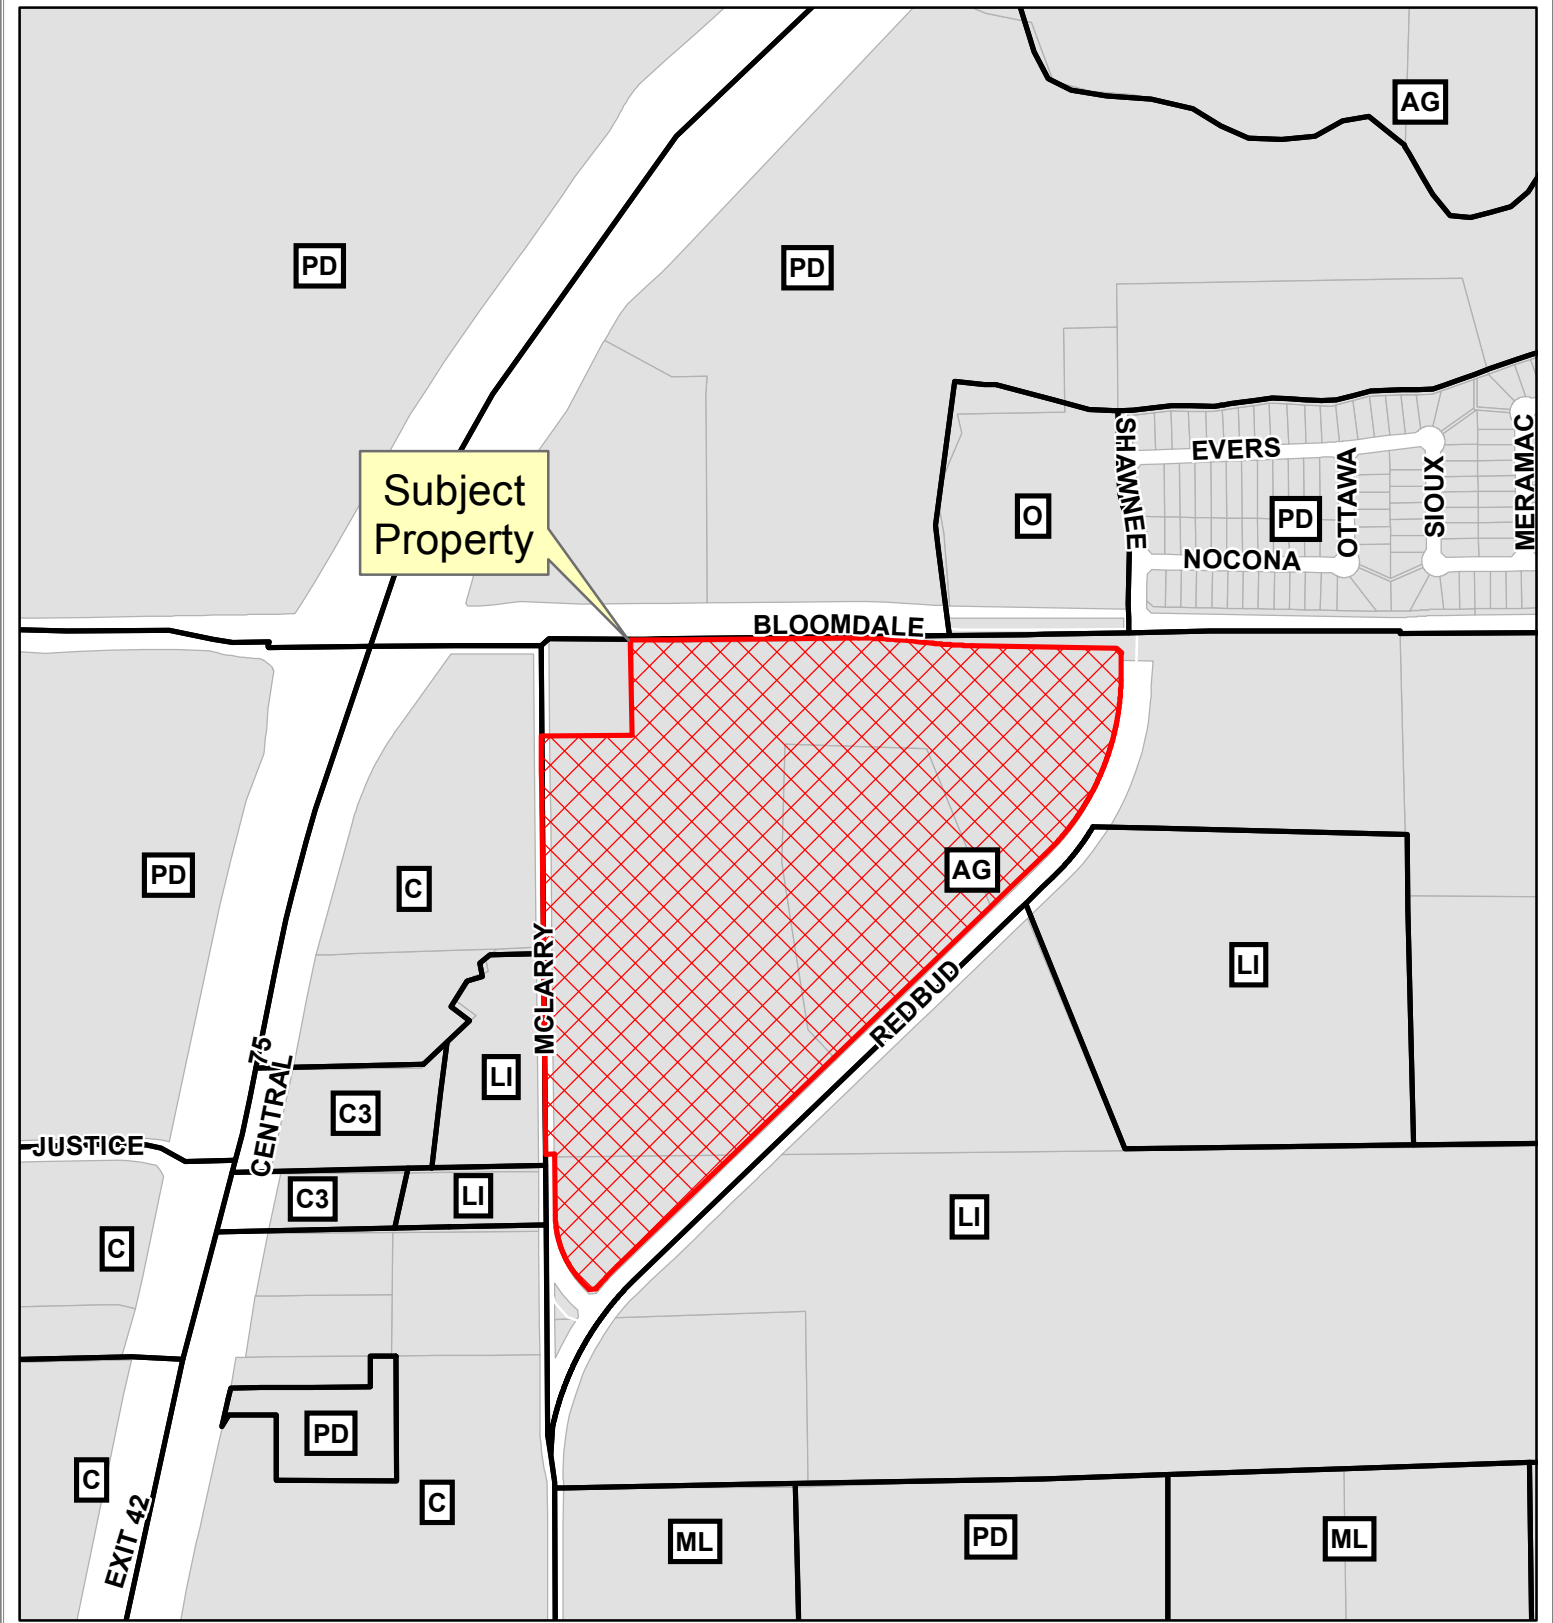 AG
PD
PD
SHAWNEE
EVERS
OTTAWA
SIOUX
MERAMAC
Subject
Property
O
PD
NOCONA
BLOOMDALE
PD
C
AG
MCLARRY
REDBUD
LI
75
CENTRAL
LI
C3
JUSTICE
C3
LI
LI
C
PD
C
C
EXIT 42
ML
PD
ML